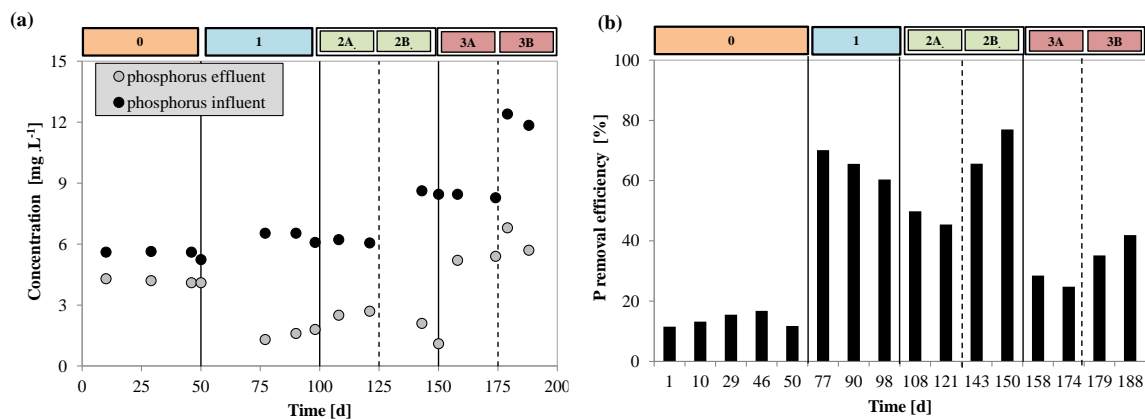 (a)
0 1 2A. 2B. 3A 3B
15
12
9
6
3
0
Concentration [mg .L-1]
phosphorus effluent
phosphorus influent
0 25 50 75 100 125 150 175 200
Time [d]
(b)
0 1 2A. 2B. 3A 3B
100
80
60
40
20
0
P removal efficiency [%]
1 10 29 46 50 77 90 98 108 121 143 150 158 174 179 188
Time [d]